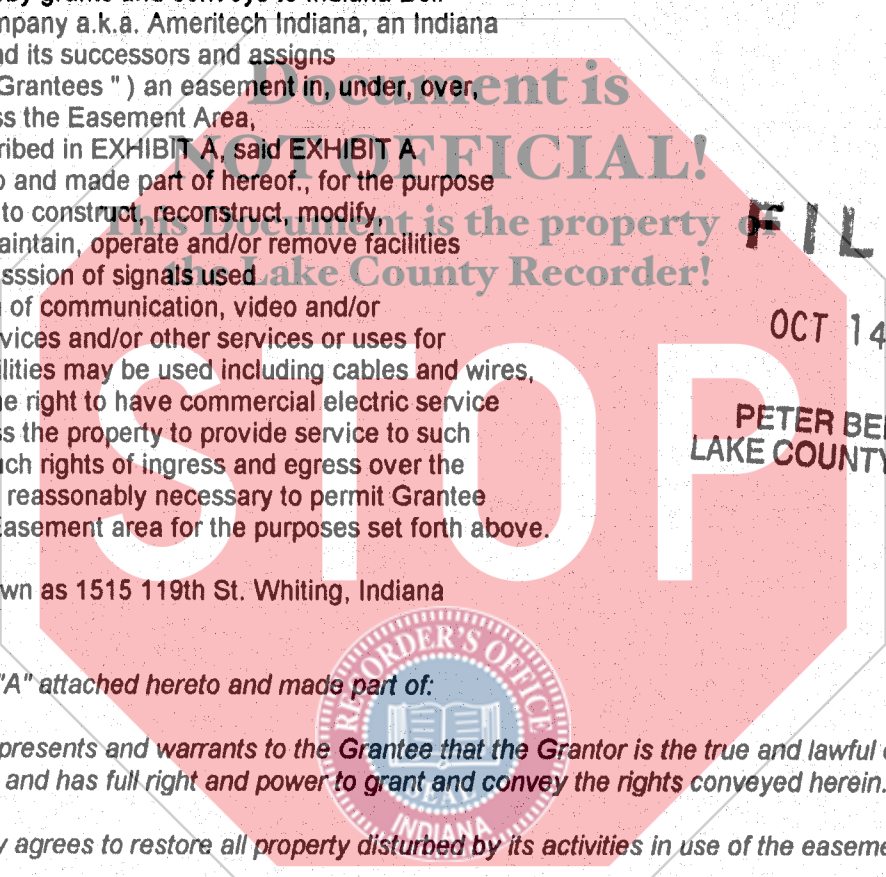 mpany a.k.a. Ameritech Indiana, an Indiana
nd its successors and assigns
Grantees " ) an easement in, under, over,
ss the Easement Area,
ribed in EXHIBIT A, said EXHIBIT A
o and made part of hereof., for the purpose
to construct, reconstruct, modify,
aintain, operate and/or remove facilities
sssion of signals used
of communication, video and/or
vices and/or other services or uses for
ilities may be used including cables and wires,
he right to have commercial electric service
ss the property to provide service to such
uch rights of ingress and egress over the
reassonably necessary to permit Grantee
Easement area for the purposes set forth above.
wn as 1515 119th St. Whiting, Indiana
"A" attached hereto and made part of:
presents and warrants to the Grantee that the Grantor is the true and lawful
and has full right and power to grant and convey the rights conveyed herein.
y agrees to restore all property disturbed by its activities in use of the easeme
Document is
NOT OFFICIAL!
This Document is the property of
the Lake County Recorder!
STOP
FIL
OCT 14
PETER BE
LAKE COUNTY
RECORDER'S OFFICE
SEAL
INDIANA